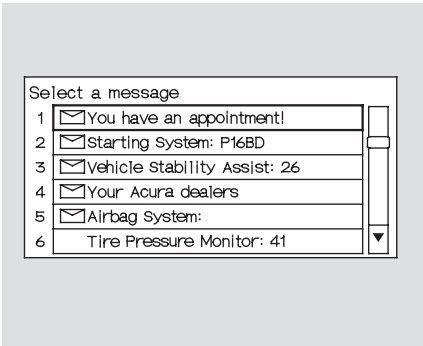 Select a message
1 You have an appointment!
2 Starting System: P16BD
3 Vehicle Stability Assist: 26
4 Your Acura dealers
5 Airbag System:
6 Tire Pressure Monitor: 41